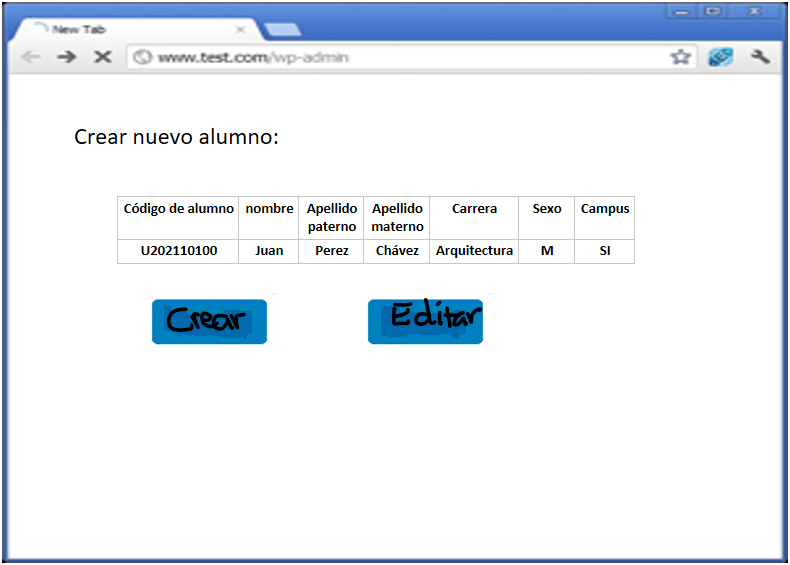 New Tab
www.test.com/wp-admin
Crear nuevo alumno:
Código de alumno nombre Apellido paterno Apellido materno Carrera Sexo Campus
U202110100 Juan Perez Chávez Arquitectura M SI
Crear Editar